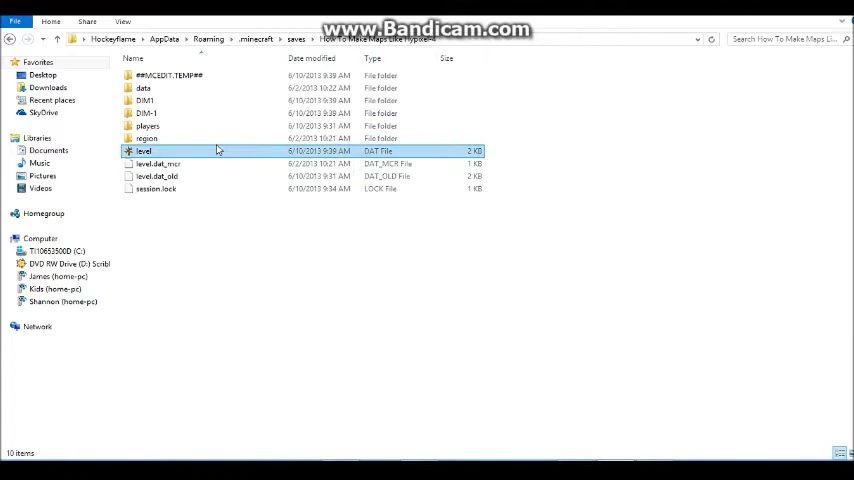 File Home Share View
www.Bandicam.com
Hockeyflame AppData Roaming .minecraft saves How To Make Maps Like Hypixel-4
Search How To Make Maps Lik...
Name Date modified Type Size
Favorites
Desktop
Downloads
Recent places
SkyDrive
Libraries
Documents
Music
Pictures
Videos
Homegroup
Computer
TI10653500D (C:)
DVD RW Drive (D:) Scribl
James (home-pc)
Kids (home-pc)
Shannon (home-pc)
Network
##MCEDIT.TEMP## 6/10/2013 9:39 AM File folder
data 6/2/2013 10:22 AM File folder
DIM1 6/10/2013 9:39 AM File folder
DIM-1 6/10/2013 9:39 AM File folder
players 6/10/2013 9:31 AM File folder
region 6/2/2013 10:21 AM File folder
level 6/10/2013 9:39 AM DAT File 2 KB
level.dat_mcr 6/2/2013 10:21 AM DAT_MCR File 1 KB
level.dat_old 6/10/2013 9:31 AM DAT_OLD File 2 KB
session.lock 6/10/2013 9:34 AM LOCK File 1 KB
10 items